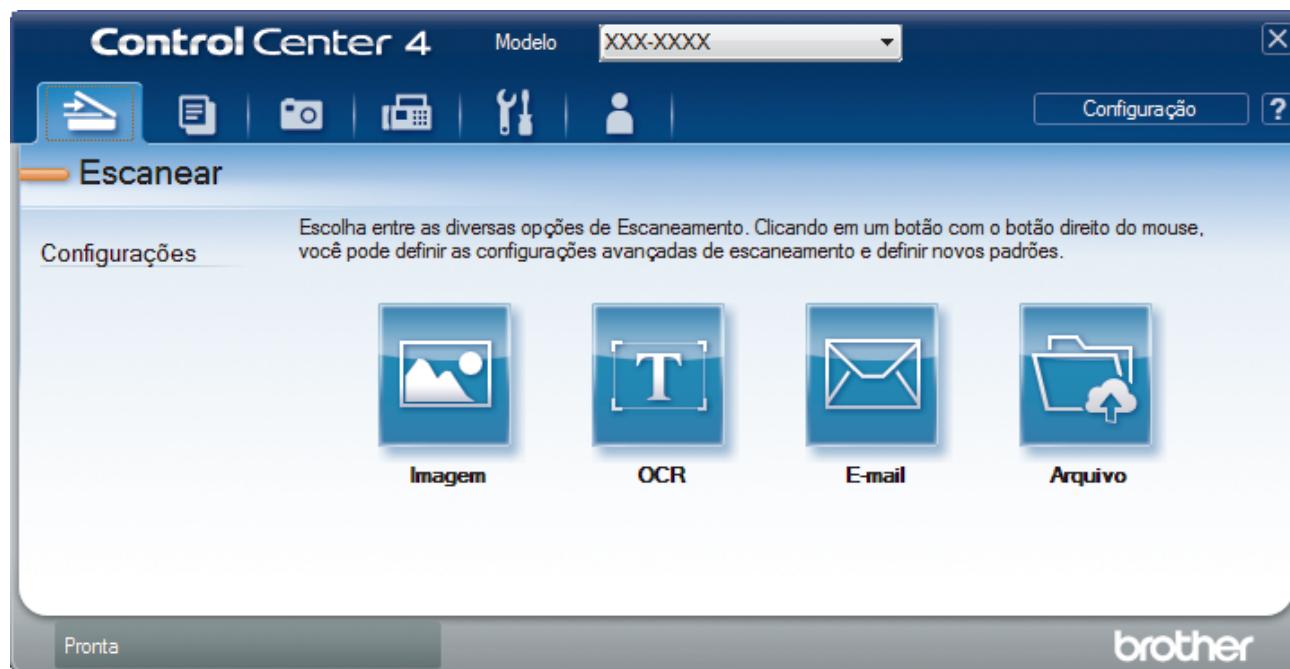 Control Center 4 Modelo XXX-XXXX
Configuração ?
Escanear
Configurações
Escolha entre as diversas opções de Escaneamento. Clicando em um botão com o botão direito do mouse,
você pode definir as configurações avançadas de escaneamento e definir novos padrões.
T
Imagem OCR E-mail Arquivo
Pronta brother